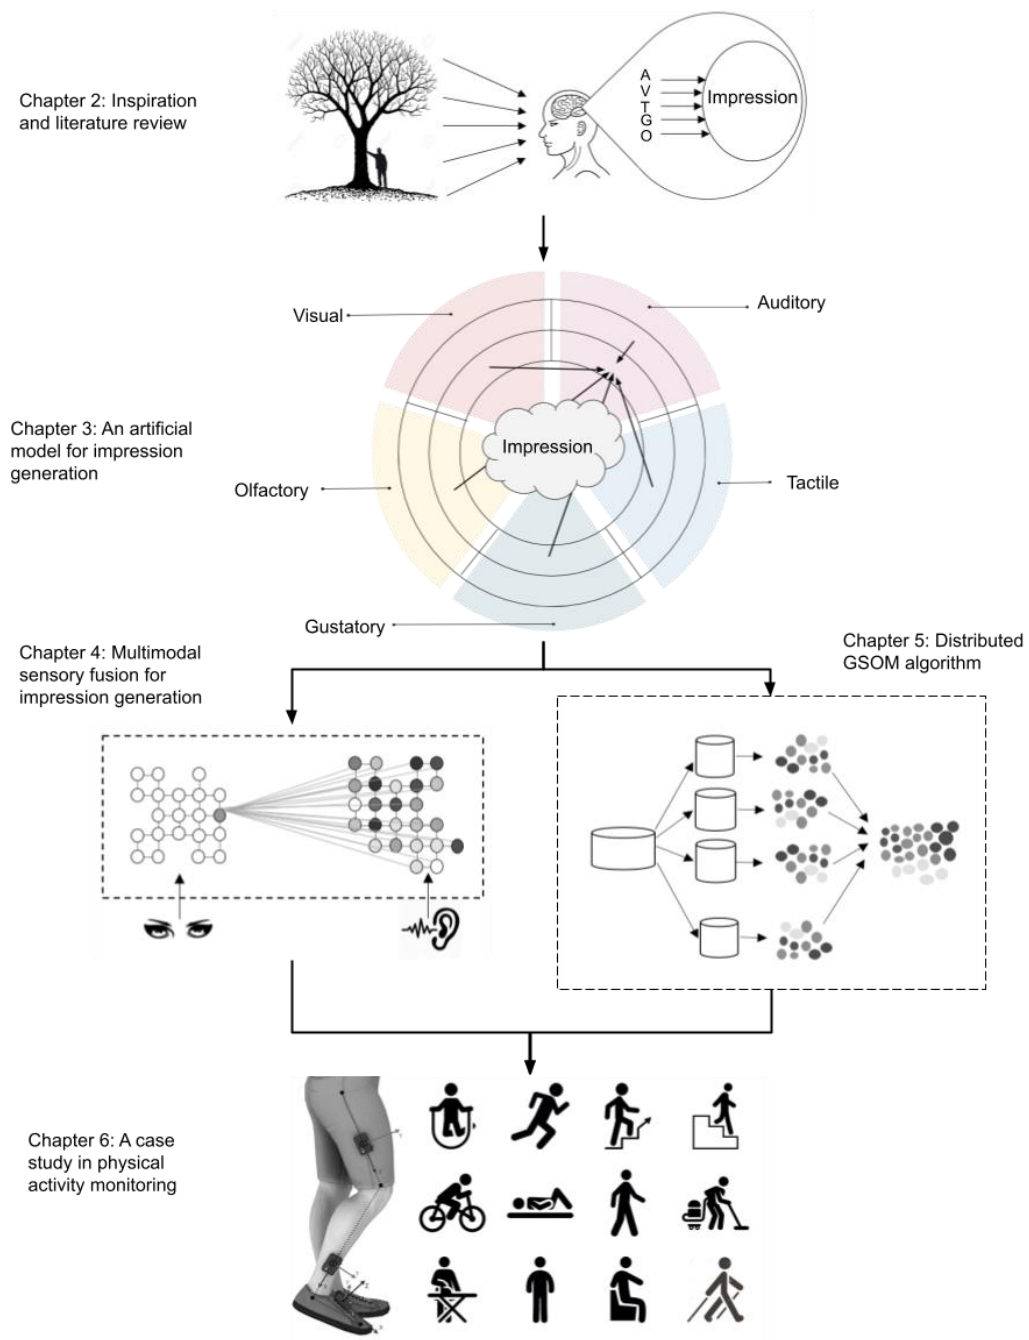 Chapter 2: Inspiration
and literature review
A
V
T
G
O
Impression
Visual
Auditory
Chapter 3: An artificial
model for impression
generation
Impression
Olfactory
Tactile
Gustatory
Chapter 4: Multimodal
sensory fusion for
impression generation
Chapter 5: Distributed
GSOM algorithm
Chapter 6: A case
study in physical
activity monitoring